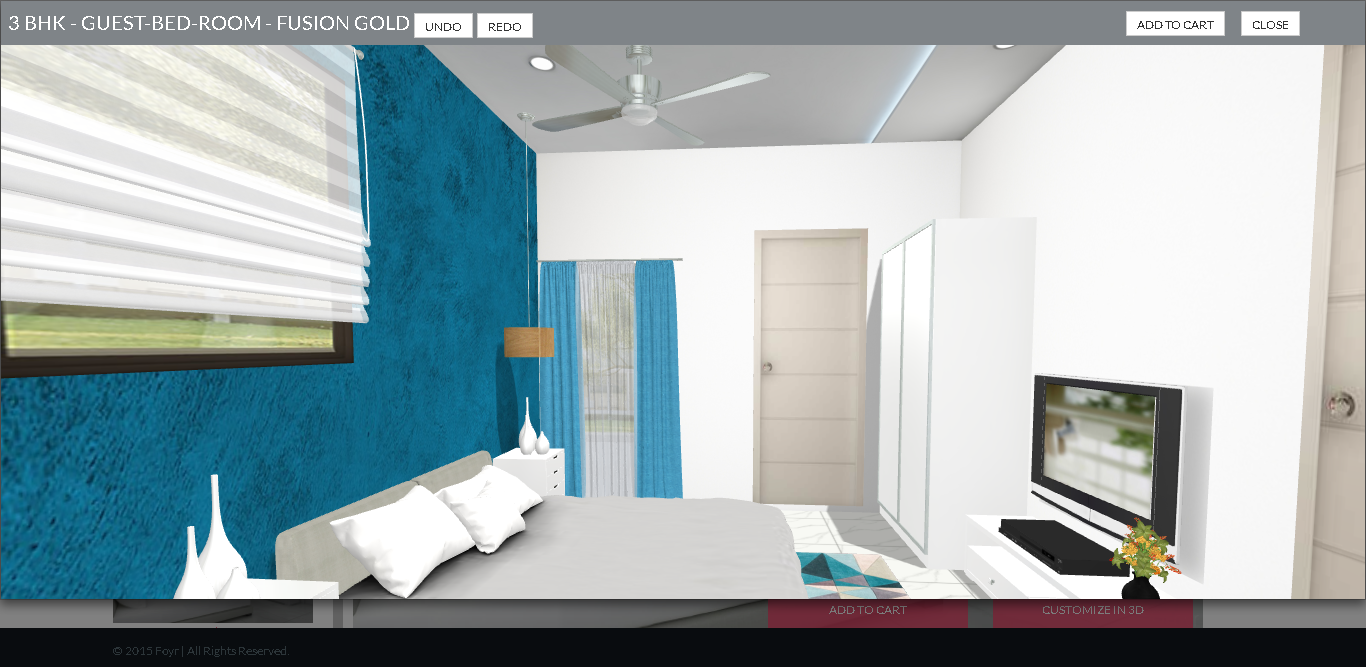 3 BHK - GUEST-BED-ROOM - FUSION GOLD
UNDO
REDO
ADD TO CART
CLOSE
ADD TO CART
CUSTOMIZE IN 3D
© 2015 Foyr | All Rights Reserved.